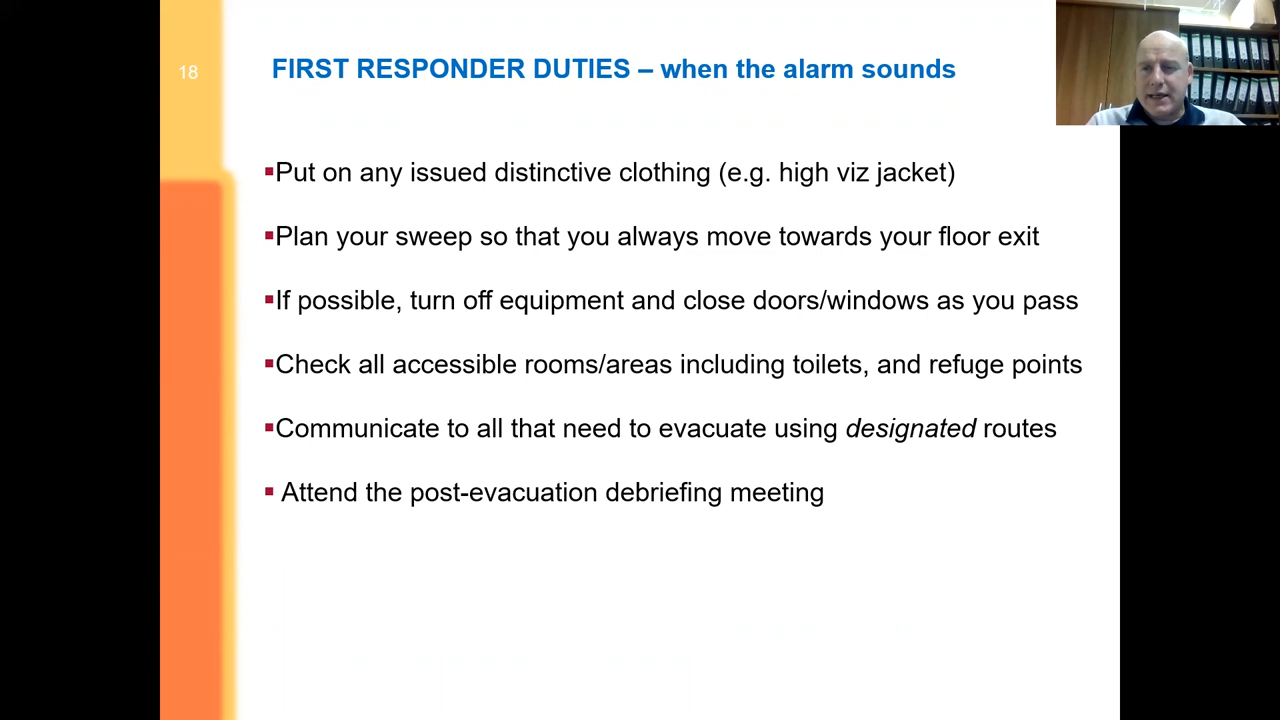 18
FIRST RESPONDER DUTIES – when the alarm sounds
▪Put on any issued distinctive clothing (e.g. high viz jacket)
▪Plan your sweep so that you always move towards your floor exit
▪If possible, turn off equipment and close doors/windows as you pass
▪Check all accessible rooms/areas including toilets, and refuge points
▪Communicate to all that need to evacuate using designated routes
▪ Attend the post-evacuation debriefing meeting